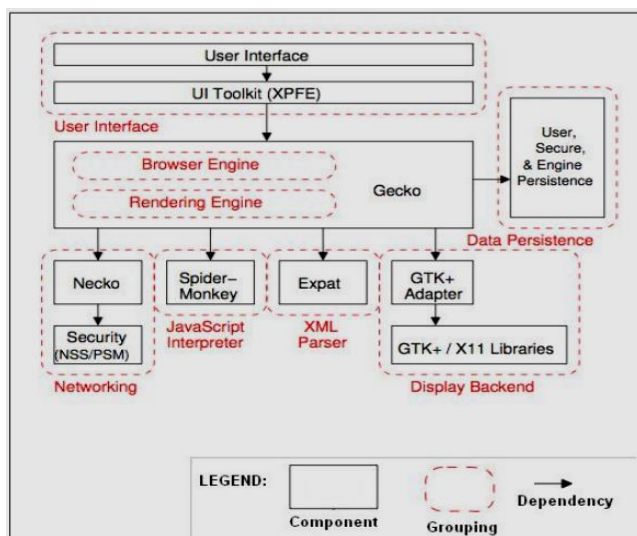 User Interface
UI Toolkit (XPFE)
User Interface
Browser Engine
Rendering Engine
Gecko
User,
Secure,
& Engine
Persistence
Data Persistence
Necko
Security
(NSS/PSM)
Networking
Spider–
Monkey
JavaScript
Interpreter
Expat
XML
Parser
GTK+
Adapter
GTK+ / X11 Libraries
Display Backend
LEGEND:
Component
Grouping
Dependency